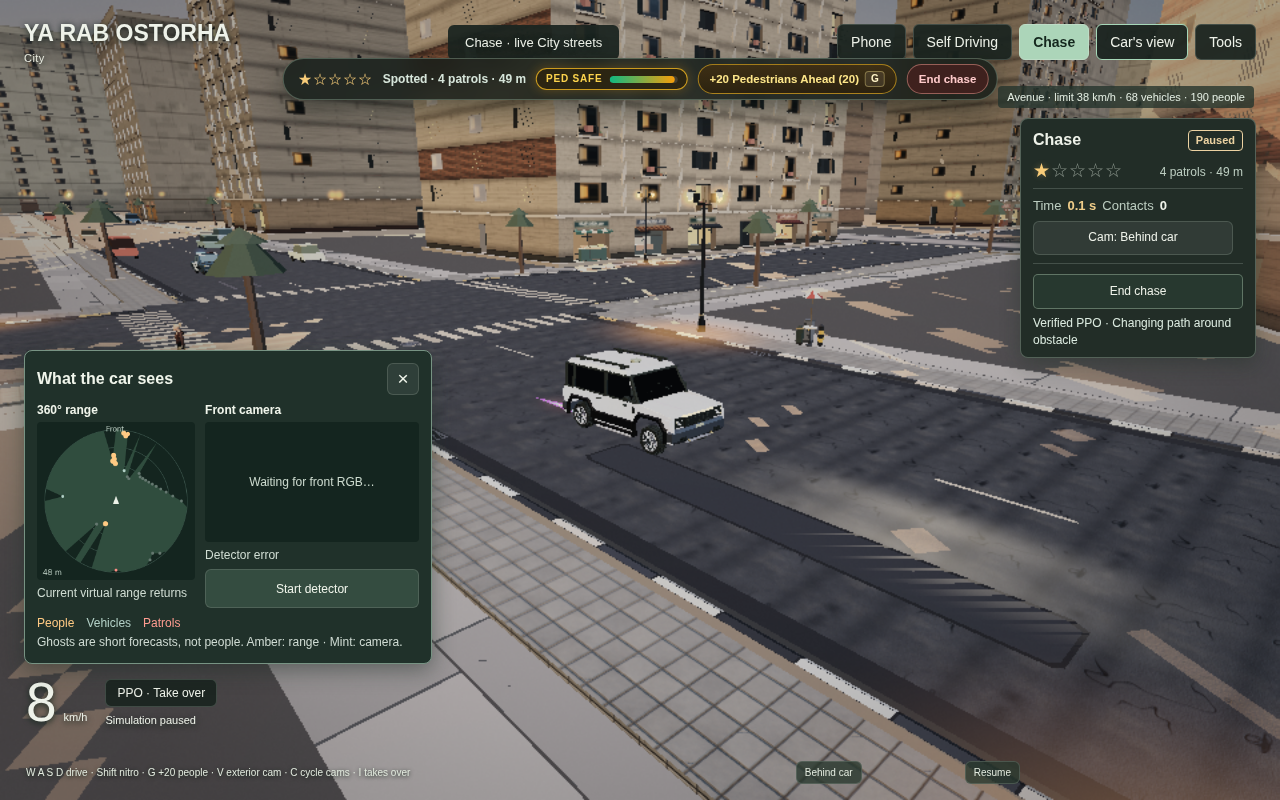 YA RAB OSTORHA
City
Chase · live City streets
Phone
Self Driving
Chase
Car's view
Tools
★☆☆☆☆ Spotted · 4 patrols · 49 m
PED SAFE
+20 Pedestrians Ahead (20) G
End chase
Avenue · limit 38 km/h · 68 vehicles · 190 people
Chase
Paused
★☆☆☆☆ 4 patrols · 49 m
Time 0.1 s Contacts 0
Cam: Behind car
End chase
Verified PPO · Changing path around
obstacle
What the car sees
✕
360° range
Front camera
Front
48 m
Waiting for front RGB…
Detector error
Start detector
Current virtual range returns
People Vehicles Patrols
Ghosts are short forecasts, not people. Amber: range · Mint: camera.
8 km/h
PPO · Take over
Simulation paused
W A S D drive · Shift nitro · G +20 people · V exterior cam · C cycle cams · I takes over
Behind car
Resume